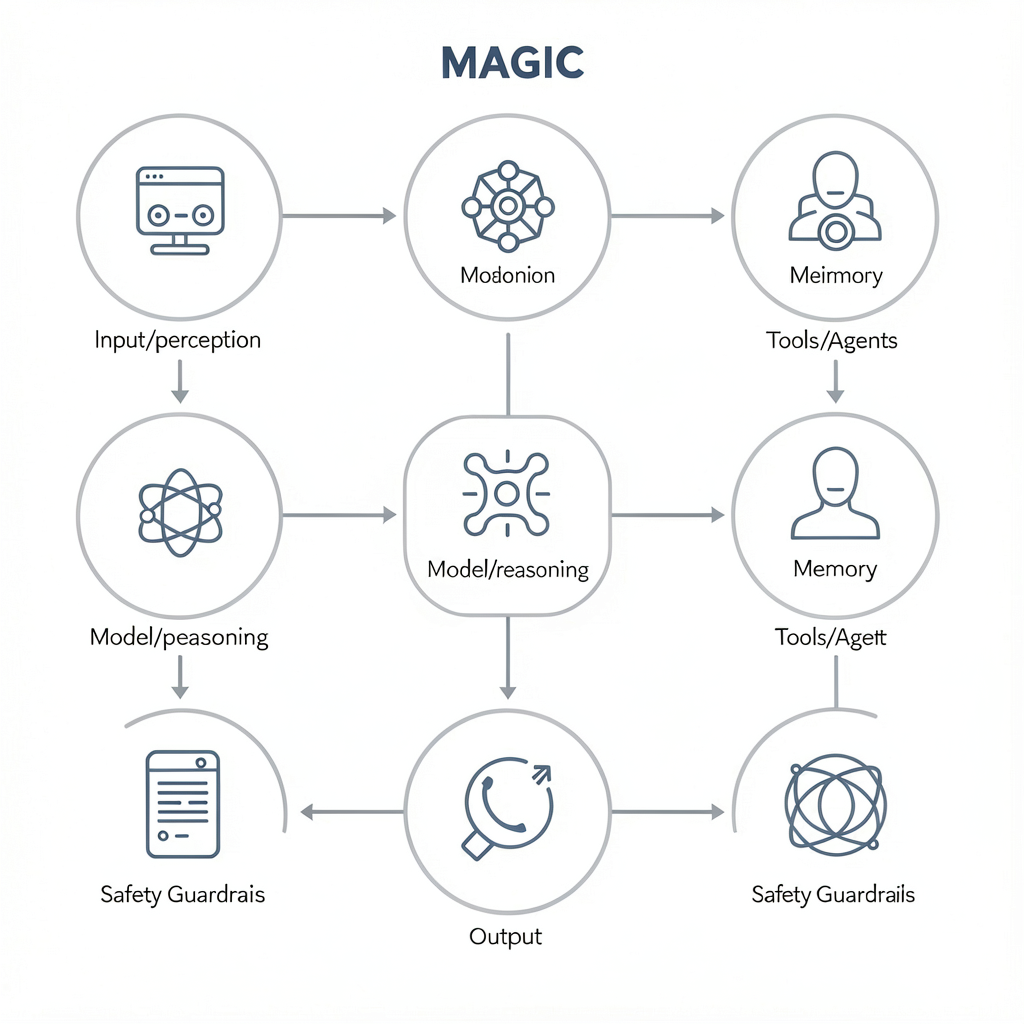 MAGIC
Modonion
Meirmory
Input/perception
Tools/Agents
Model/reasoning
Memory
Model/peasoning
Tools/Agett
Safety Guardrais
Safety Guardrails
Output